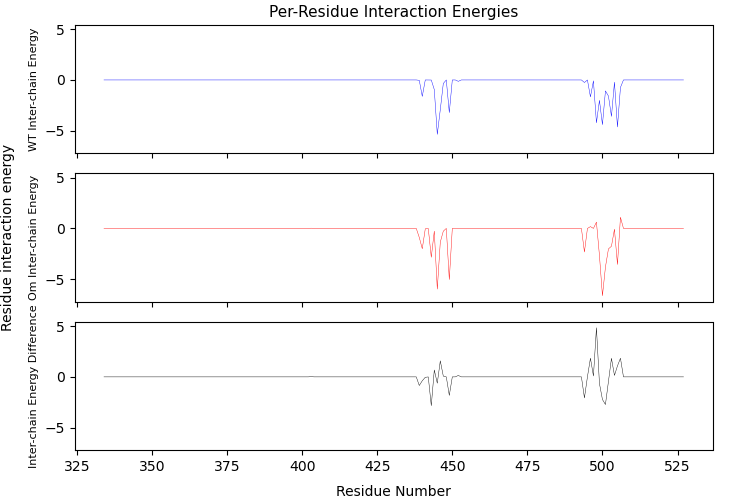 Per-Residue Interaction Energies
Residue interaction energy
WT Inter-chain Energy
5
0
−5
Om Inter-chain Energy
5
0
−5
Inter-chain Energy Difference
5
0
−5
325 350 375 400 425 450 475 500 525
Residue Number